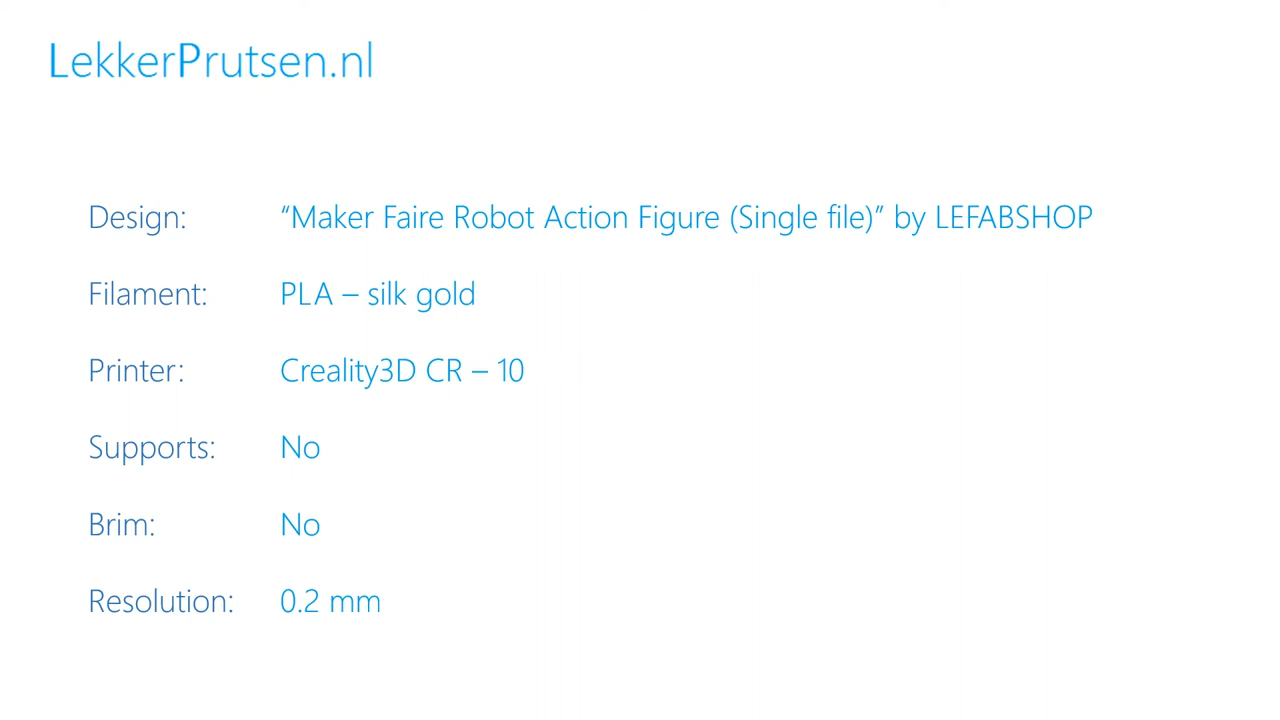 LekkerPrutsen.nl
Design: “Maker Faire Robot Action Figure (Single file)” by LEFABSHOP
Filament: PLA – silk gold
Printer: Creality3D CR – 10
Supports: No
Brim: No
Resolution: 0.2 mm